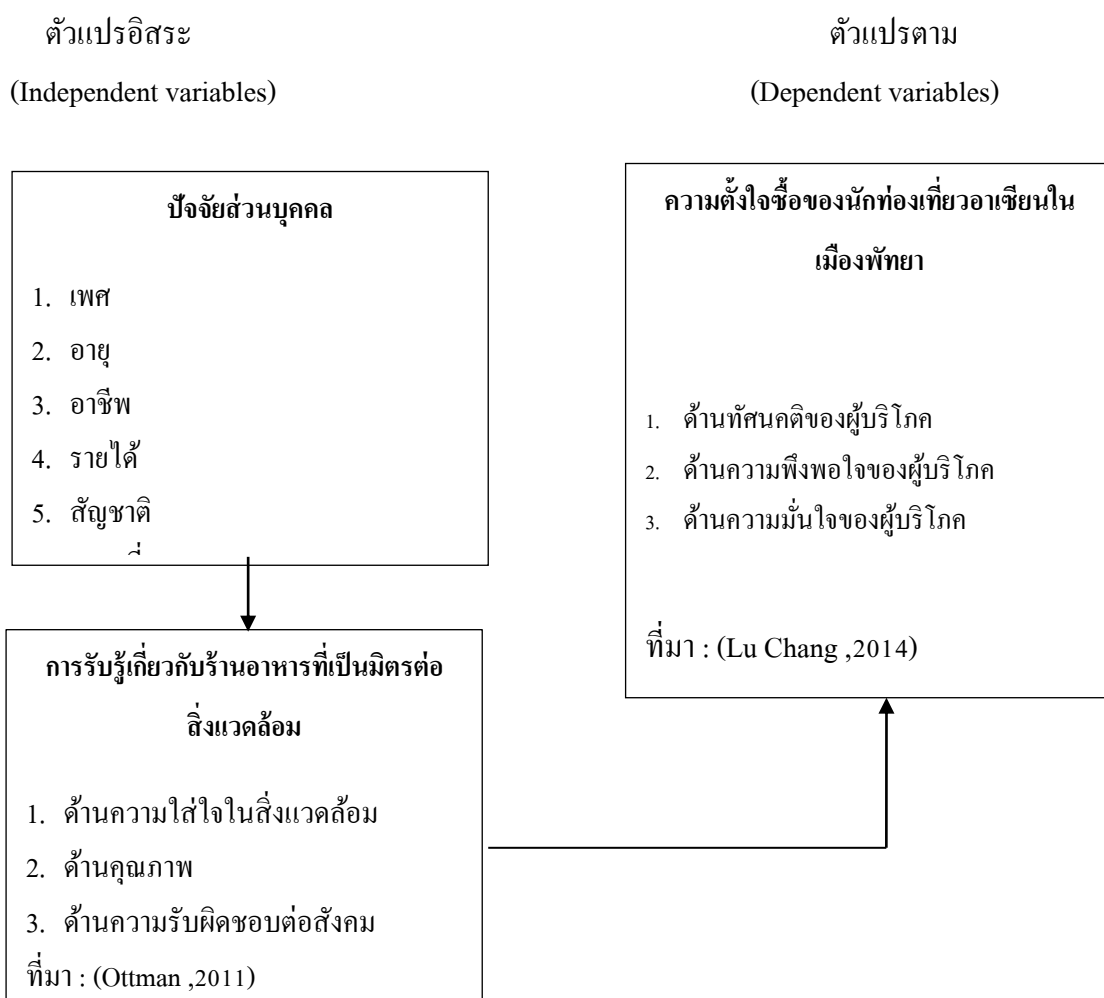 ตัวแปรอิสระ
(Independent variables)
ตัวแปรตาม
(Dependent variables)
ปัจจัยส่วนบุคคล
1. เพศ
2. อายุ
3. อาชีพ
4. รายได้
5. สัญชาติ
การรับรู้เกี่ยวกับร้านอาหารที่เป็นมิตรต่อ
สิ่งแวดล้อม
1. ด้านความใส่ใจในสิ่งแวดล้อม
2. ด้านคุณภาพ
3. ด้านความรับผิดชอบต่อสังคม
ที่มา : (Ottman ,2011)
ความตั้งใจซื้อของนักท่องเที่ยวอาเซียนใน
เมืองพัทยา
1. ด้านทัศนคติของผู้บริโภค
2. ด้านความพึงพอใจของผู้บริโภค
3. ด้านความมั่นใจของผู้บริโภค
ที่มา : (Lu Chang ,2014)